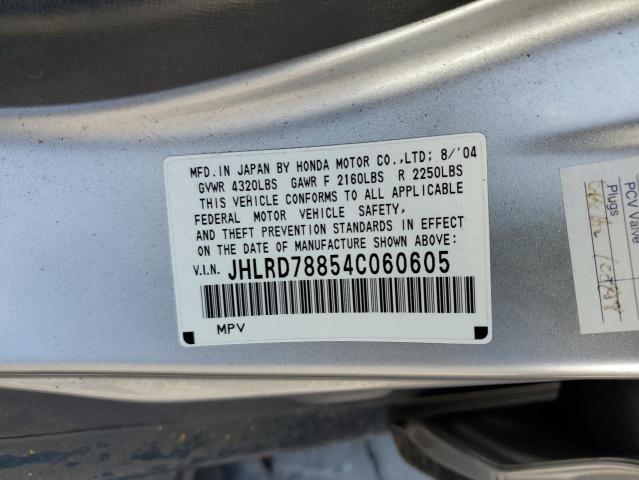 MFD.IN JAPAN BY HONDA MOTOR CO.,LTD; 8/'04
GVWR 4320LBS GAWR F 2160LBS R 2250LBS
THIS VEHICLE CONFORMS TO ALL APPLICABLE
FEDERAL MOTOR VEHICLE SAFETY,
AND THEFT PREVENTION STANDARDS IN EFFECT
ON THE DATE OF MANUFACTURE SHOWN ABOVE:
V.I.N. JHLRD78854C060605
MPV
Plugs
PCV Valve